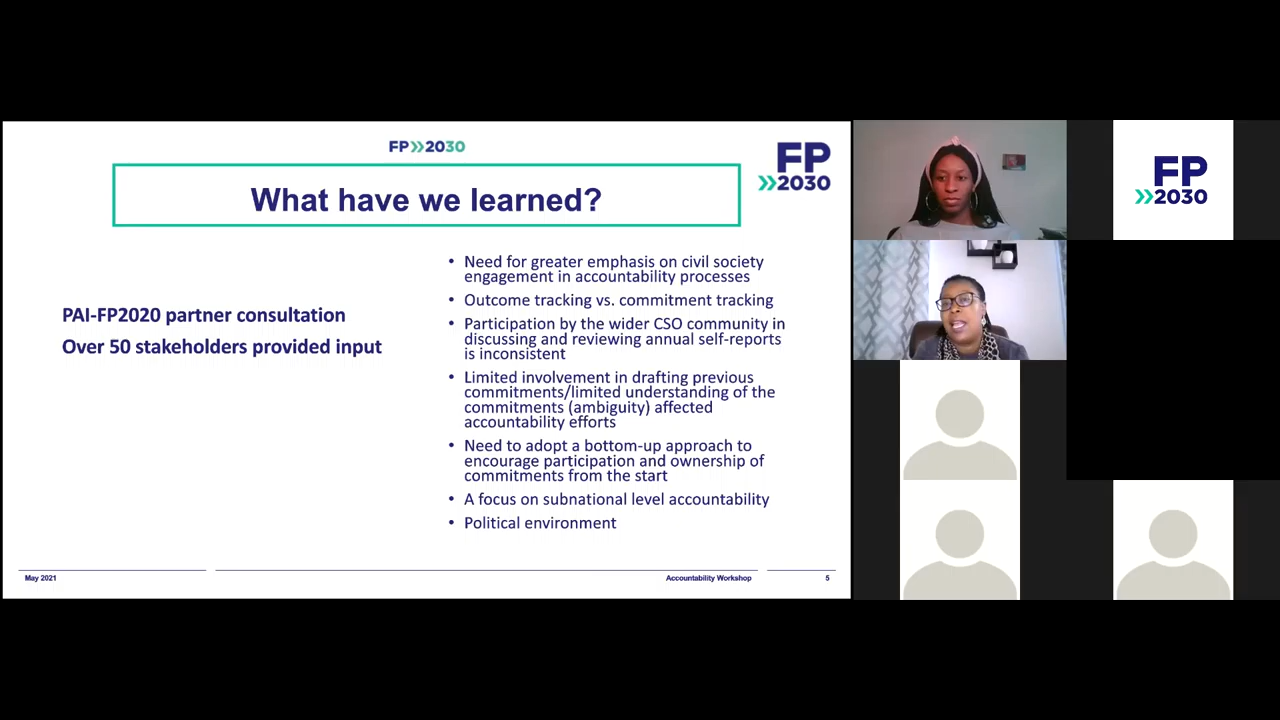 FP>>2030
FP
>>2030
What have we learned?
PAI-FP2020 partner consultation
Over 50 stakeholders provided input
• Need for greater emphasis on civil society
engagement in accountability processes
• Outcome tracking vs. commitment tracking
• Participation by the wider CSO community in
discussing and reviewing annual self-reports
is inconsistent
• Limited involvement in drafting previous
commitments/limited understanding of the
commitments (ambiguity) affected
accountability efforts
• Need to adopt a bottom-up approach to
encourage participation and ownership of
commitments from the start
• A focus on subnational level accountability
• Political environment
May 2021
Accountability Workshop
5
FP
>>2030